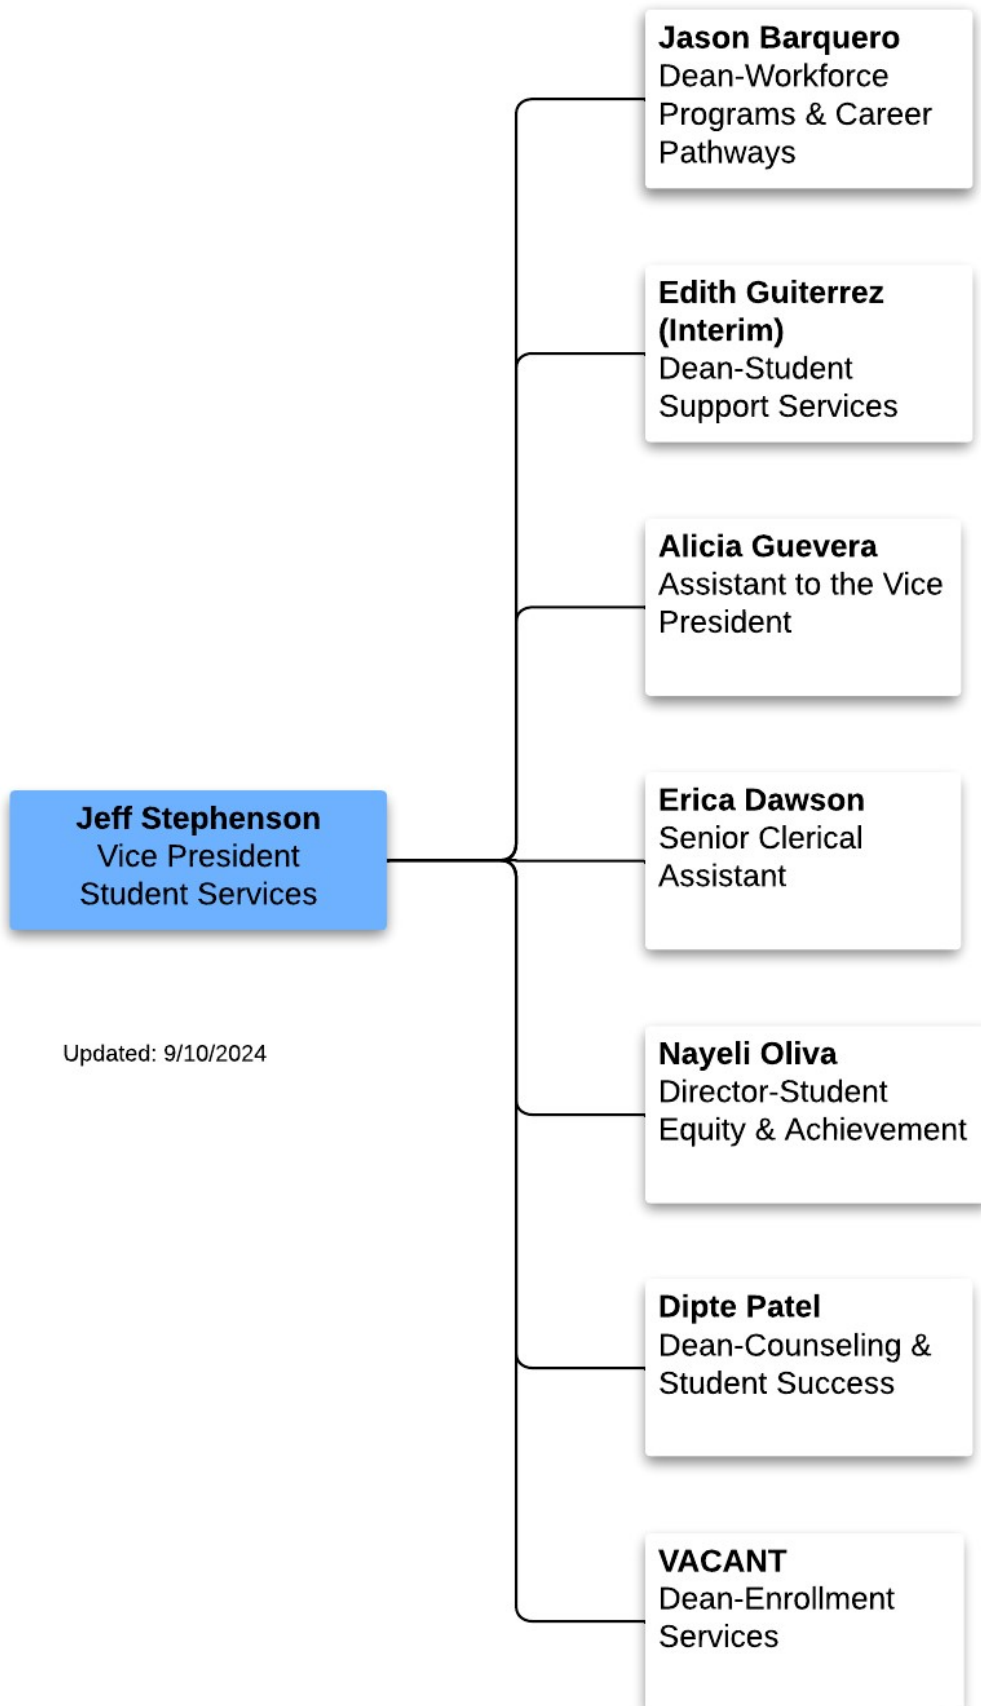 Jason Barquero
Dean-Workforce
Programs & Career
Pathways
Edith Guiterrez
(Interim)
Dean-Student
Support Services
Alicia Guevera
Assistant to the Vice
President
Erica Dawson
Senior Clerical
Assistant
Jeff Stephenson
Vice President
Student Services
Updated: 9/10/2024
Nayeli Oliva
Director-Student
Equity & Achievement
Dipte Patel
Dean-Counseling &
Student Success
VACANT
Dean-Enrollment
Services